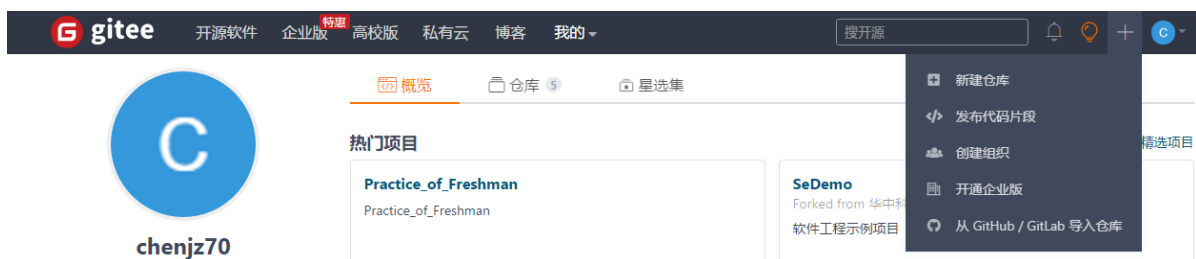 G gitee 开源软件 企业版 特惠 高校版 私有云 博客 我的 搜开源 C
概览 仓库 5 星选集
新建仓库
发布代码片段
创建组织
开通企业版
从 GitHub / GitLab 导入仓库
C
热门项目
精选项目
Practice_of_Freshman
Practice_of_Freshman
SeDemo
Forked from 华中科
软件工程示例项目
chenjz70